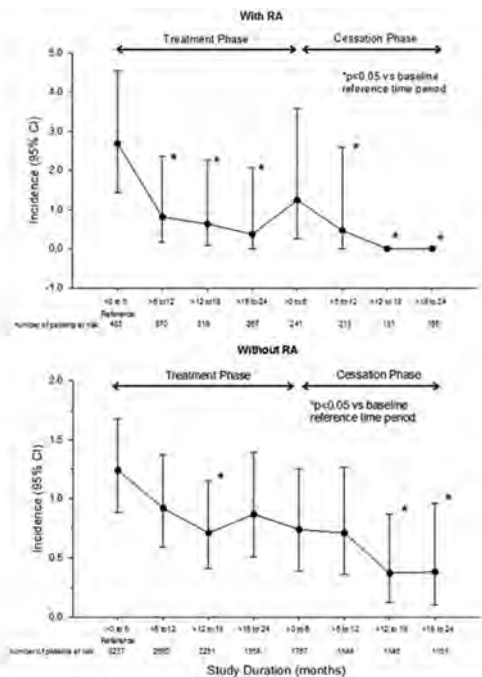 With RA
Treatment Phase Cessation Phase
*p<0.05 vs baseline
reference time period
Incidence (95% CI)
5.0
4.0
3.0
2.0
1.0
0.0
-1.0
* * * * * *
>0 to 6 >6 to 12 >12 to 18 >18 to 24 >0 to 6 >6 to 12 >12 to 18 >18 to 24
Reference
Number of patients at risk
Without RA
Treatment Phase Cessation Phase
*p<0.05 vs baseline
reference time period
Incidence (95% CI)
2.0
1.5
1.0
0.5
0.0
* * *
>0 to 6 >6 to 12 >12 to 18 >18 to 24 >0 to 6 >6 to 12 >12 to 18 >18 to 24
Reference
Number of patients at risk
Study Duration (months)